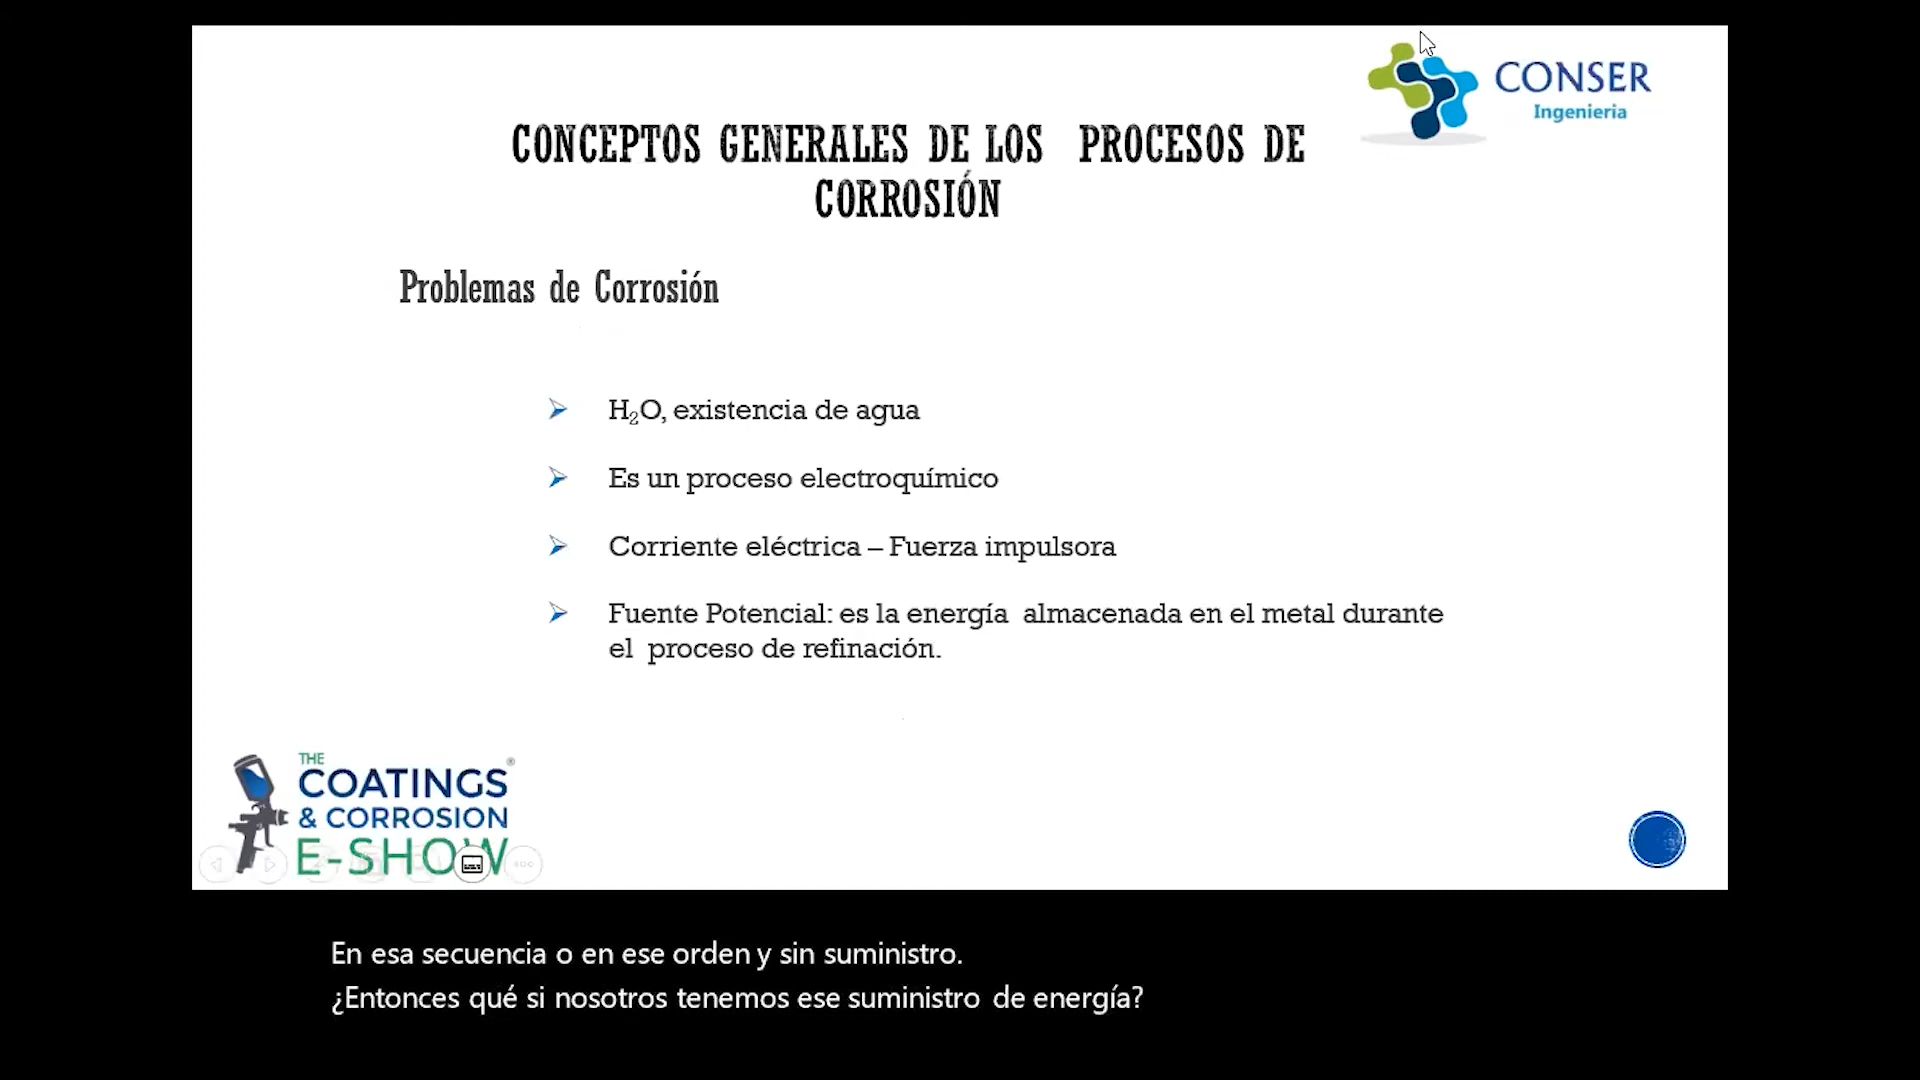 CONSER
Ingenieria
CONCEPTOS GENERALES DE LOS PROCESOS DE
CORROSIÓN
Problemas de Corrosión
H₂O, existencia de agua
Es un proceso electroquímico
Corriente eléctrica – Fuerza impulsora
Fuente Potencial: es la energía almacenada en el metal durante
el proceso de refinación.
THE
COATINGS®
& CORROSION
E-SHOW
En esa secuencia o en ese orden y sin suministro.
¿Entonces qué si nosotros tenemos ese suministro de energía?